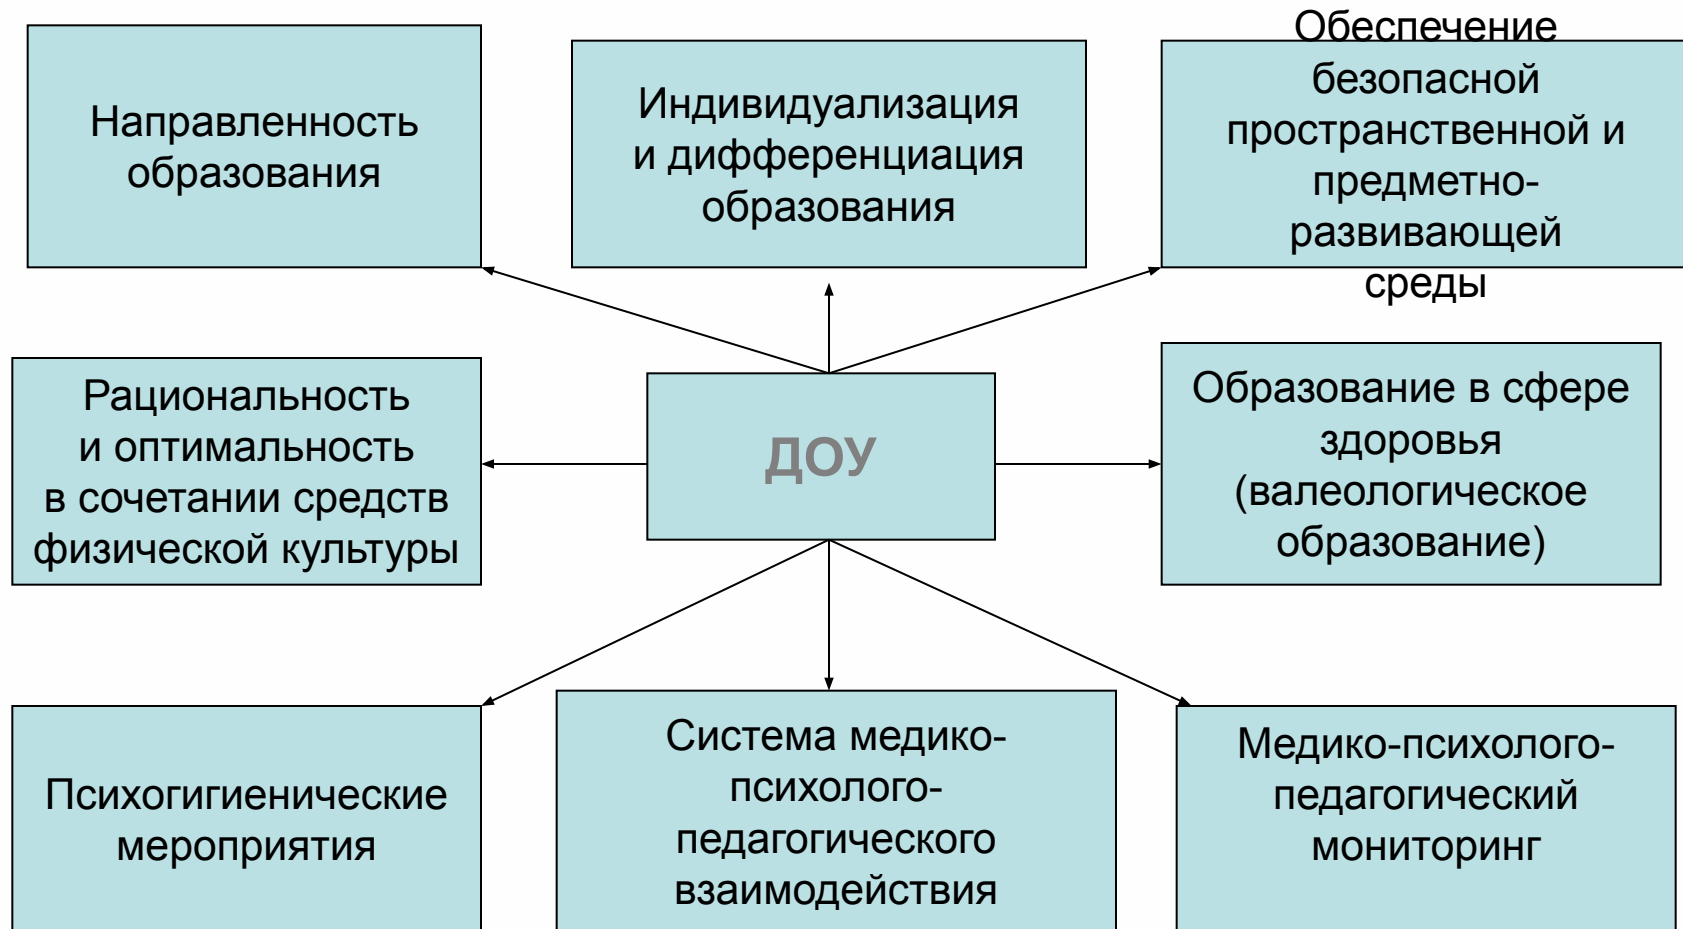 Направленность
образования
Индивидуализация
и дифференциация
образования
Обеспечение
безопасной
пространственной и
предметно-
развивающей
среды
Рациональность
и оптимальность
в сочетании средств
физической культуры
ДОУ
Образование в сфере
здоровья
(валеологическое
образование)
Психогигиенические
мероприятия
Система медико-
психолого-
педагогического
взаимодействия
Медико-психолого-
педагогический
мониторинг